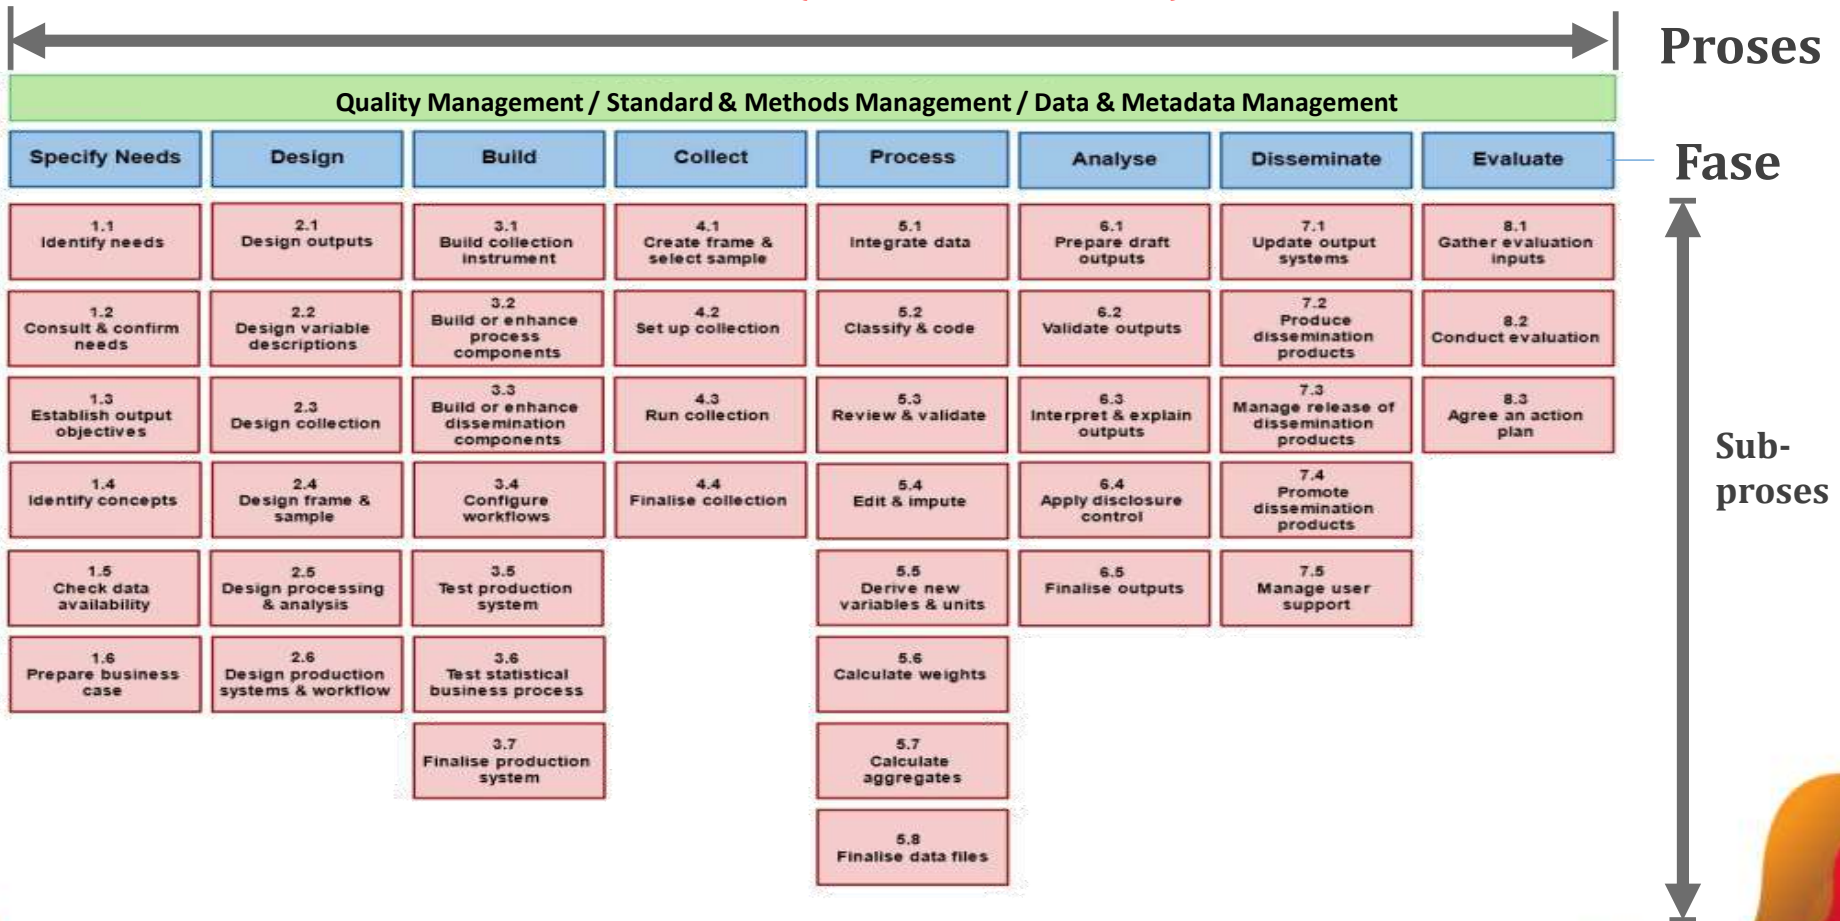 Proses
Quality Management / Standard & Methods Management / Data & Metadata Management
Specify Needs
Design
Build
Collect
Process
Analyse
Disseminate
Evaluate
Fase
1.1
Identify needs
2.1
Design outputs
3.1
Build collection
instrument
4.1
Create frame &
select sample
5.1
Integrate data
6.1
Prepare draft
outputs
7.1
Update output
systems
8.1
Gather evaluation
inputs
1.2
Consult & confirm
needs
2.2
Design variable
descriptions
3.2
Build or enhance
process
components
4.2
Set up collection
5.2
Classify & code
6.2
Validate outputs
7.2
Produce
dissemination
products
8.2
Conduct evaluation
1.3
Establish output
objectives
2.3
Design collection
3.3
Build or enhance
dissemination
components
4.3
Run collection
5.3
Review & validate
6.3
Interpret & explain
outputs
7.3
Manage release of
dissemination
products
8.3
Agree an action
plan
Sub-
proses
1.4
Identify concepts
2.4
Design frame &
sample
3.4
Configure
workflows
4.4
Finalise collection
5.4
Edit & impute
6.4
Apply disclosure
control
7.4
Promote
dissemination
products
1.5
Check data
availability
2.5
Design processing
& analysis
3.5
Test production
system
5.5
Derive new
variables & units
6.5
Finalise outputs
7.5
Manage user
support
1.6
Prepare business
case
2.6
Design production
systems & workflow
3.6
Test statistical
business process
5.6
Calculate weights
3.7
Finalise production
system
5.7
Calculate
aggregates
5.8
Finalise data files